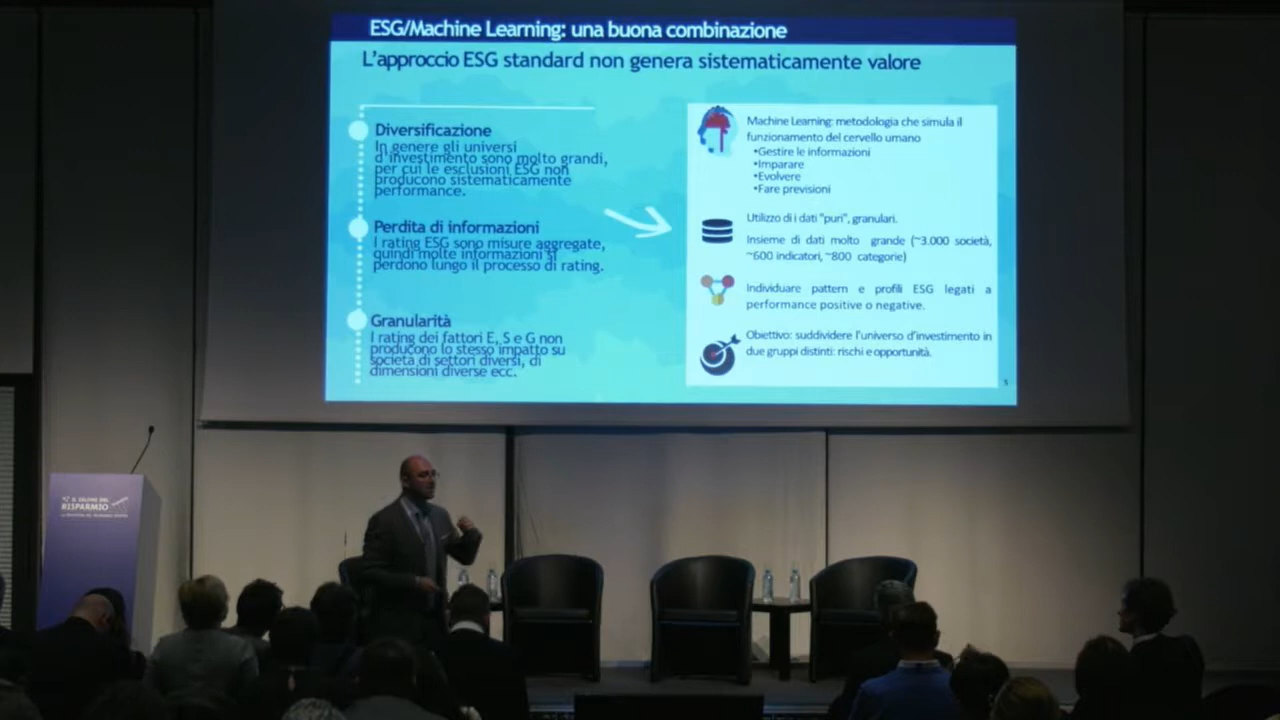 ESG/Machine Learning: una buona combinazione
L'approccio ESG standard non genera sistematicamente valore
Diversificazione
In genere gli universi
d'investimento sono molto grandi,
per cui le esclusioni ESG non
producono sistematicamente
performance.
Perdita di informazioni
I rating ESG sono misure aggregate,
quindi molte informazioni si
perdono lungo il processo di rating.
Granularità
I rating dei fattori E, S e G non
producono lo stesso impatto su
società di settori diversi, di
dimensioni diverse ecc.
Machine Learning: metodologia che simula il
funzionamento del cervello umano
•Gestire le informazioni
•Imparare
•Evolvere
•Fare previsioni
Utilizzo di i dati "puri", granulari.
Insieme di dati molto grande (~3.000 società,
~600 indicatori, ~800 categorie)
Individuare pattern e profili ESG legati a
performance positive o negative.
Obiettivo: suddividere l'universo d'investimento in
due gruppi distinti: rischi e opportunità.
5
IL SALONE DEL
RISPARMIO